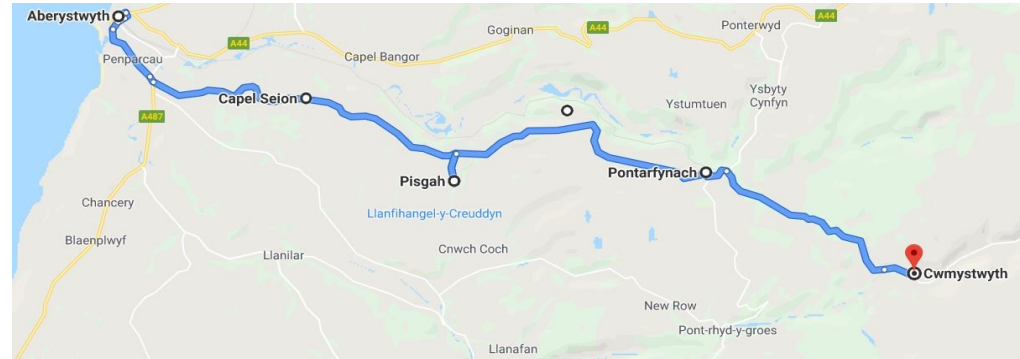 Aberystwyth
Goginan
A44
Ponterwyd
A44
Penparcau
Capel Bangor
Capel Seion
Ystumtuen
Ysbyty
Cynfyn
A487
Pisgah
Pontarfynach
Chancery
Llanfihangel-y-Creuddyn
Blaenplwyf
Llanilar
Cnwch Coch
Cwmystwyth
New Row
Pont-rhyd-y-groes
Llanafan